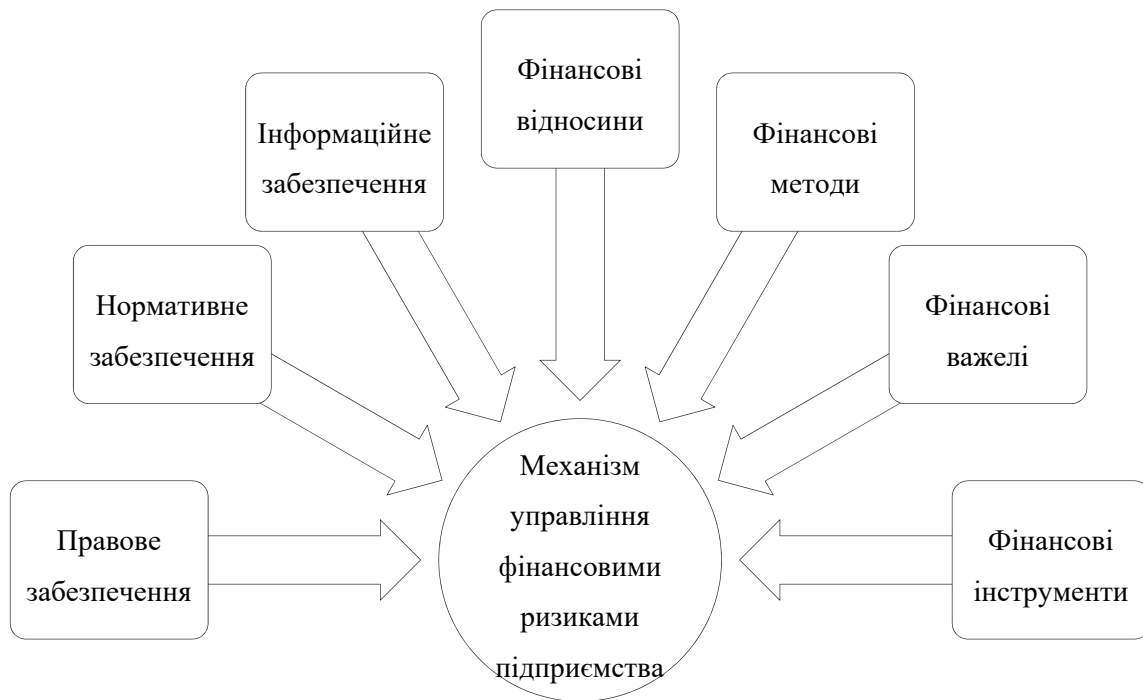 Фінансові
відносини
Інформаційне
забезпечення
Фінансові
методи
Нормативне
забезпечення
Фінансові
важелі
Правове
забезпечення
Механізм
управління
фінансовими
ризиками
підприємства
Фінансові
інструменти